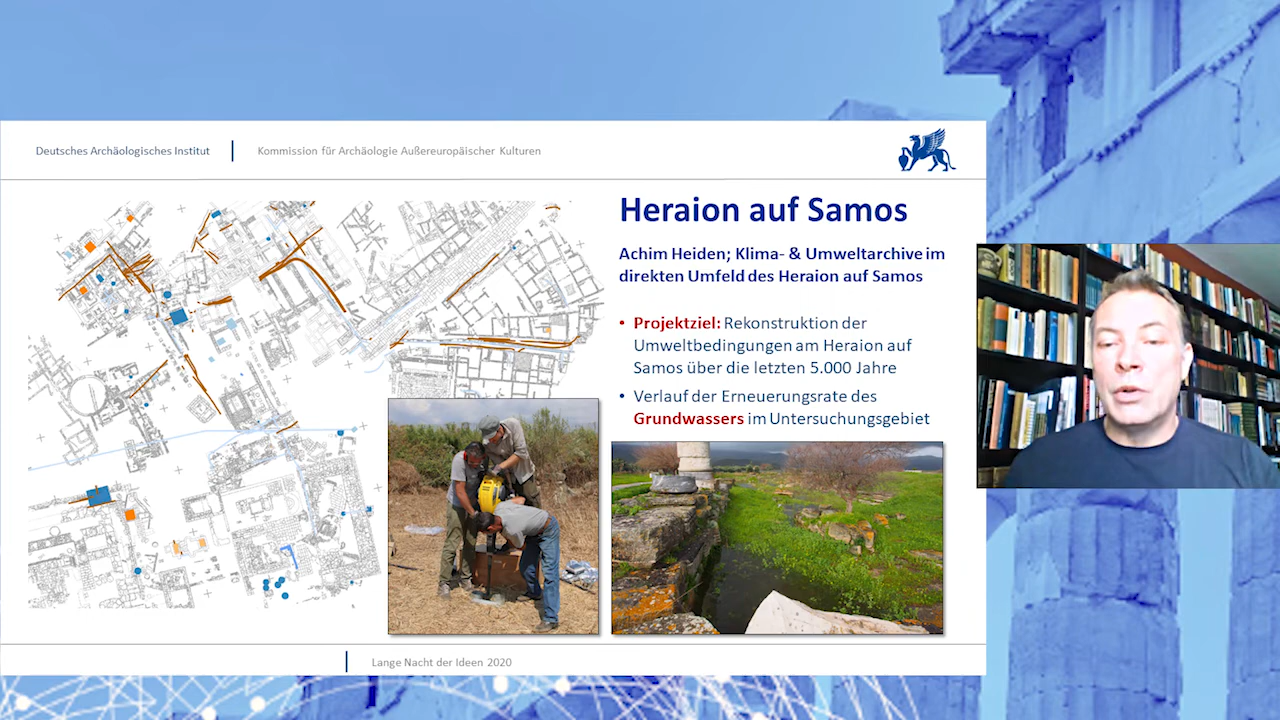 Deutsches Archäologisches Institut
Kommission für Archäologie Außereuropäischer Kulturen
Heraion auf Samos
Achim Heiden; Klima- & Umweltarchive im
direkten Umfeld des Heraion auf Samos
• Projektziel: Rekonstruktion der
Umweltbedingungen am Heraion auf
Samos über die letzten 5.000 Jahre
• Verlauf der Erneuerungsrate des
Grundwassers im Untersuchungsgebiet
Lange Nacht der Ideen 2020